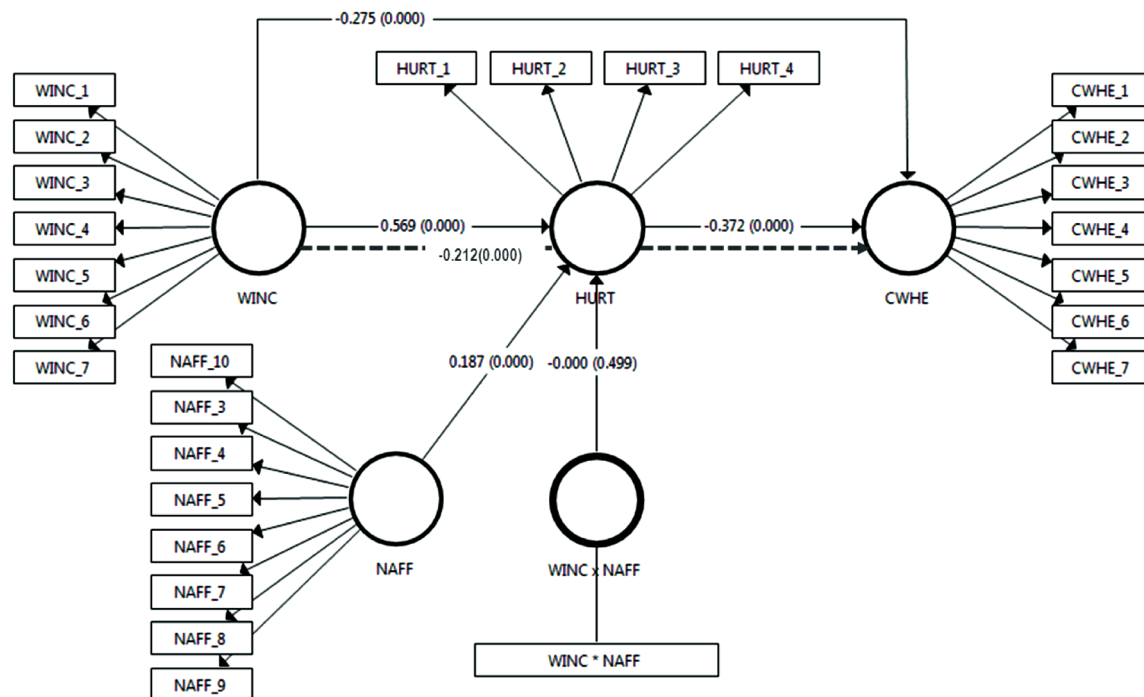 -0.275 (0.000)
HURT_1
HURT_2
HURT_3
HURT_4
WINC_1
WINC_2
WINC_3
WINC_4
WINC_5
WINC_6
WINC_7
CWHE_1
CWHE_2
CWHE_3
CWHE_4
CWHE_5
CWHE_6
CWHE_7
0.569 (0.000)
-0.372 (0.000)
-0.212(0.000)
WINC
HURT
CWHE
0.187 (0.000)
-0.000 (0.499)
NAFF_10
NAFF_3
NAFF_4
NAFF_5
NAFF_6
NAFF_7
NAFF_8
NAFF_9
NAFF
WINC x NAFF
WINC * NAFF